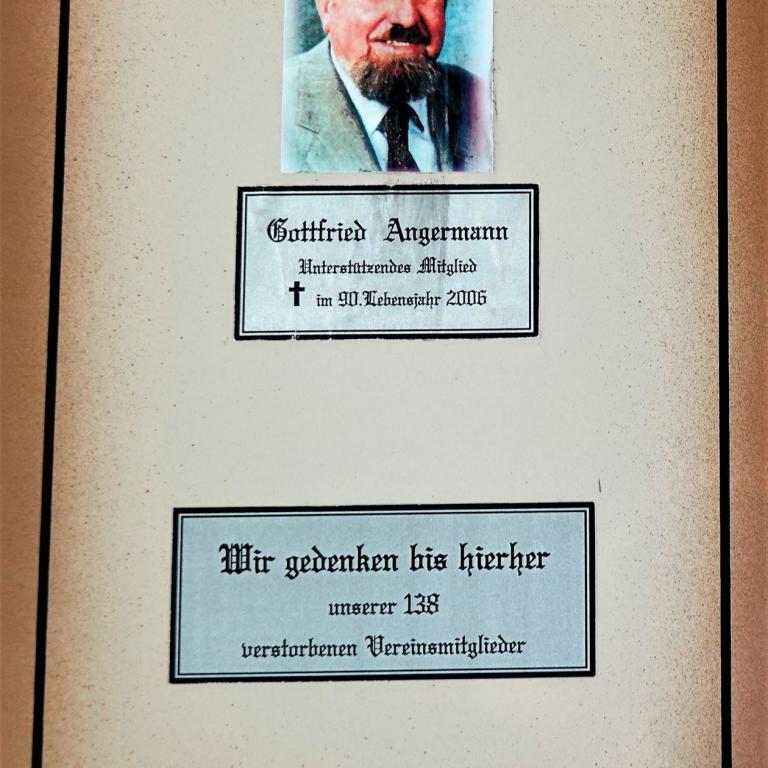 Gottfried Angermann
Unterstützendes Mitglied
✝ im 90.Lebensjahr 2006
Wir gedenken bis hierher
unserer 138
verstorbenen Vereinsmitglieder